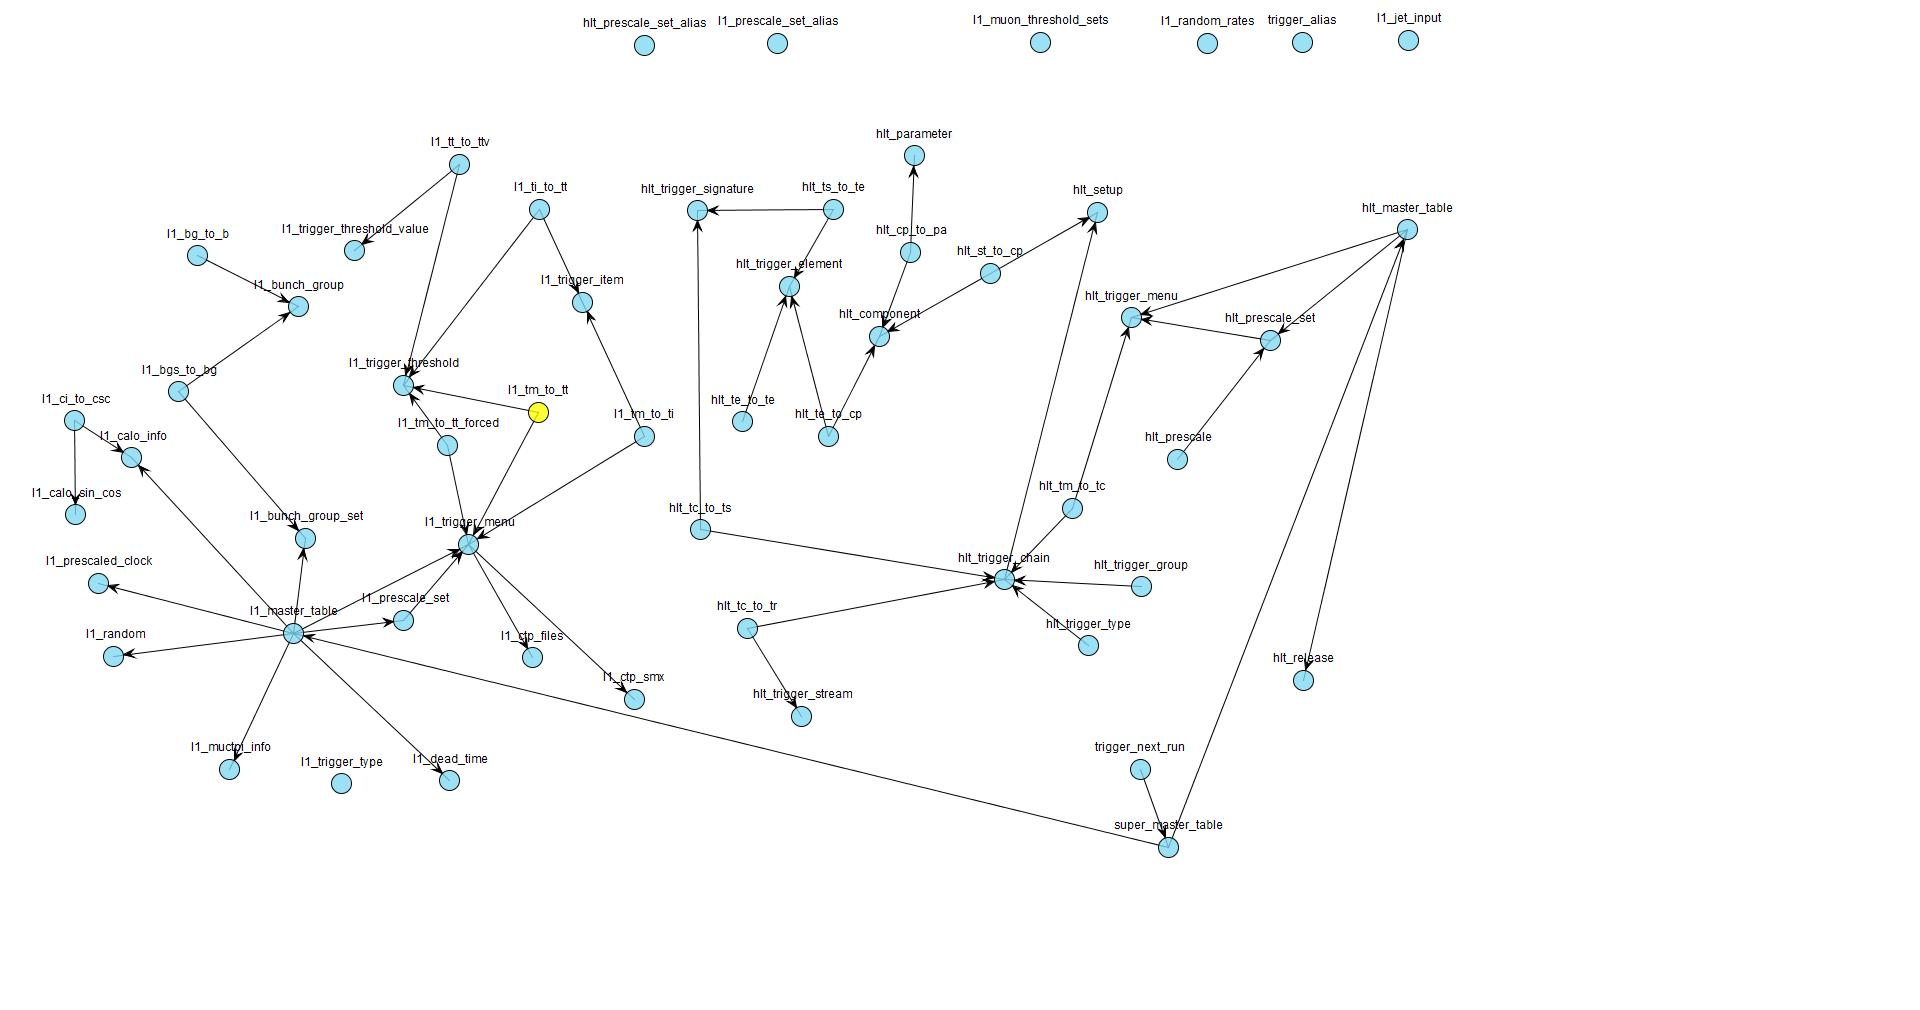 hlt_prescale_set_alias
l1_prescale_set_alias
l1_muon_threshold_sets
l1_random_rates
trigger_alias
l1_jet_input
l1_tt_to_ttv
hlt_parameter
l1_ti_to_tt
hlt_trigger_signature
hlt_ts_to_te
hlt_setup
hlt_master_table
l1_bg_to_b
l1_trigger_threshold_value
hlt_cp_to_pa
hlt_st_to_cp
hlt_trigger_element
l1_bunch_group
l1_trigger_item
hlt_component
hlt_trigger_menu
hlt_prescale_set
l1_trigger_threshold
l1_bgs_to_bg
l1_tm_to_tt
l1_ci_to_csc
hlt_te_to_te
l1_tm_to_ti
hlt_te_to_cp
l1_tm_to_tt_forced
l1_calo_info
hlt_prescale
l1_calo_sin_cos
hlt_tm_to_tc
hlt_tc_to_ts
l1_bunch_group_set
l1_trigger_menu
l1_prescaled_clock
hlt_trigger_chain
hlt_trigger_group
l1_prescale_set
l1_master_table
hlt_tc_to_tr
hlt_trigger_type
l1_random
l1_ctp_files
hlt_release
l1_ctp_smx
hlt_trigger_stream
l1_muctpi_info
trigger_next_run
l1_trigger_type
l1_dead_time
super_master_table